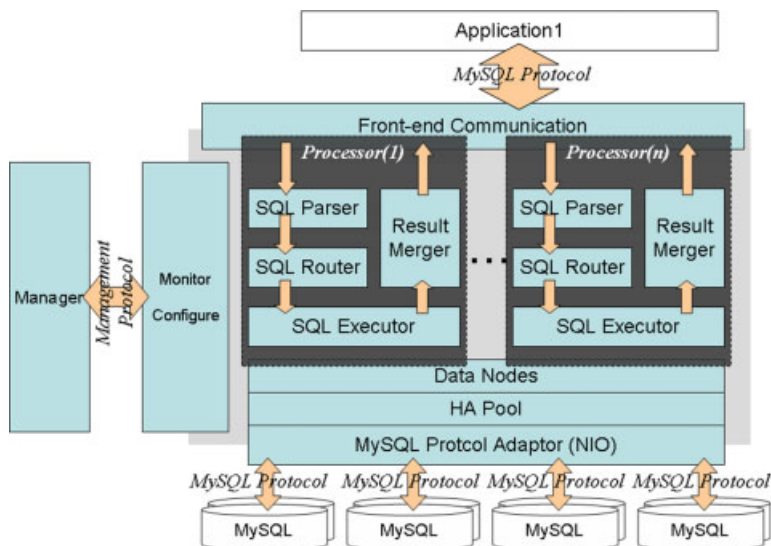 Application1
MySQL Protocol
Front-end Communication
Processor(1)
Processor(n)
SQL Parser
Result
Merger
SQL Router
SQL Executor
...
SQL Parser
Result
Merger
SQL Router
SQL Executor
Manager
Management
Protocol
Monitor
Configure
Data Nodes
HA Pool
MySQL Protcol Adaptor (NIO)
MySQL Protocol
MySQL Protocol
MySQL Protocol
MySQL Protocol
MySQL
MySQL
MySQL
MySQL